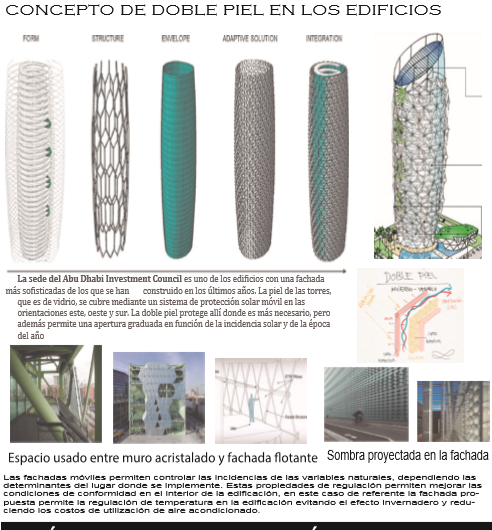 CONCEPTO DE DOBLE PIEL EN LOS EDIFICIOS
FORM STRUCTURE ENVELOPE ADAPTIVE SOLUTION INTEGRATION
La sede del Abu Dhabi Investment Council es uno de los edificios con una fachada
más sofisticadas de los que se han construido en los últimos años. La piel de las torres,
que es de vidrio, se cubre mediante un sistema de protección solar móvil en las
orientaciones este, oeste y sur. La doble piel protege allí donde es más necesario, pero
además permite una apertura graduada en función de la incidencia solar y de la época
del año
DOBLE PIEL
Espacio usado entre muro acristalado y fachada flotante
Sombra proyectada en la fachada
Las fachadas móviles permiten controlar las incidencias de las variables naturales, dependiendo las
determinantes del lugar donde se implemente. Estas propiedades de regulación permiten mejorar las
condiciones de conformidad en el interior de la edificación, en este caso de referente la fachada pro-
puesta permite la regulación de temperatura en la edificación evitando el efecto invernadero y redu-
ciendo los costos de utilización de aire acondicionado.